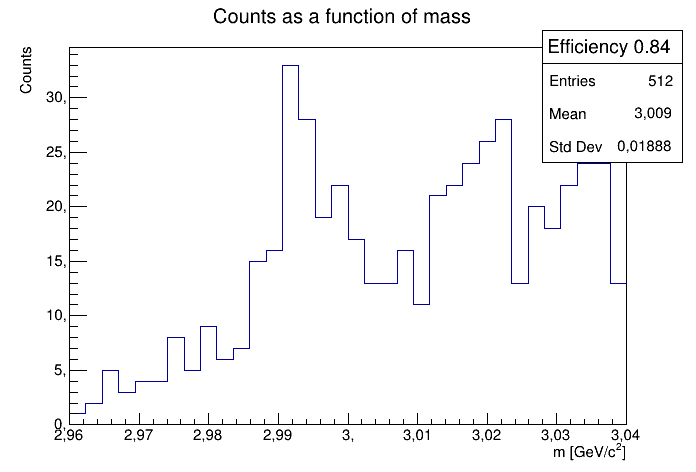 Counts as a function of mass
Efficiency 0.84
Entries 512
Mean 3,009
Std Dev 0,01888
Counts
30,
25,
20,
15,
10,
5,
0,
2,96 2,97 2,98 2,99 3, 3,01 3,02 3,03 3,04
m [GeV/c²]